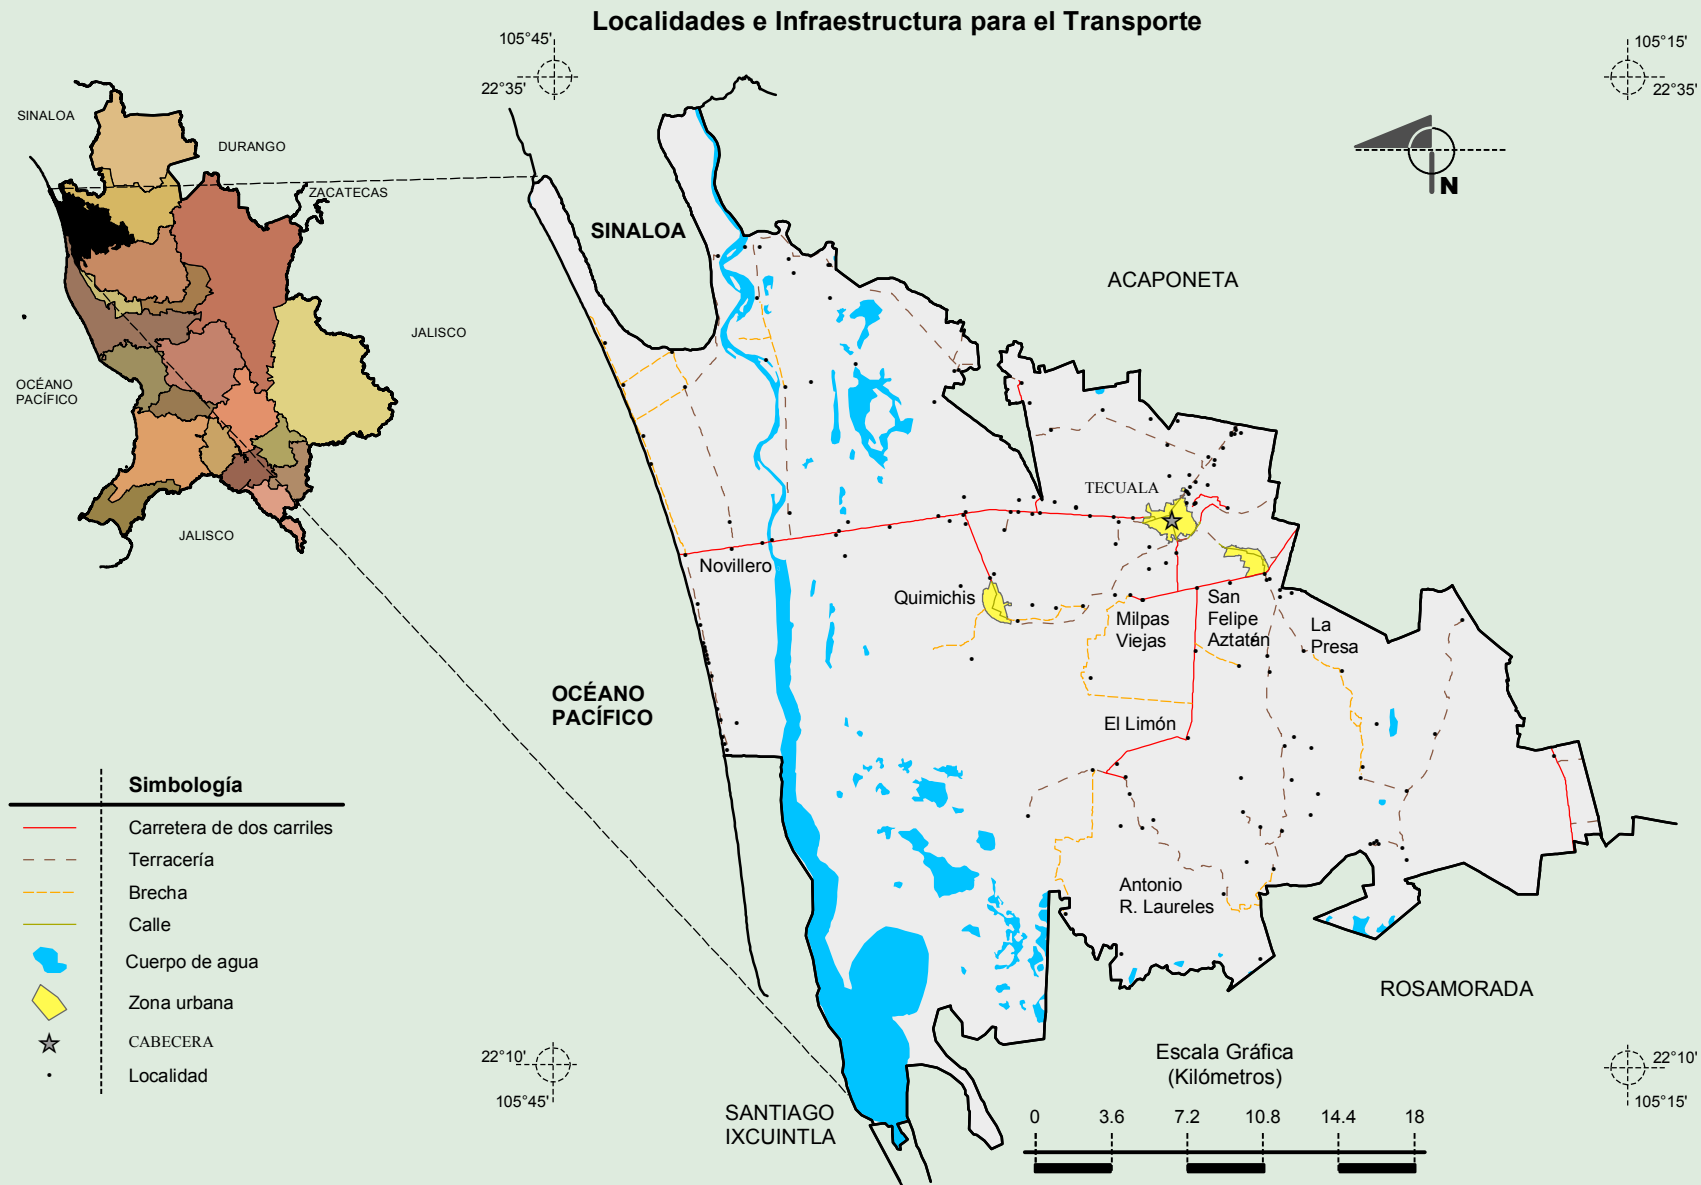 Localidades e Infraestructura para el Transporte
105°45'
22°35'
105°15'
22°35'
SINALOA
DURANGO
ZACATECAS
JALISCO
OCÉANO
PACÍFICO
JALISCO
N
SINALOA
ACAPONETA
TECUALA
Novillero
Quimichis
Milpas
Viejas
San
Felipe
Aztatán
La
Presa
OCÉANO
PACÍFICO
El Limón
Antonio
R. Laureles
ROSAMORADA
SANTIAGO
IXCUINTLA
Simbología
Carretera de dos carriles
Terracería
Brecha
Calle
Cuerpo de agua
Zona urbana
CABECERA
Localidad
22°10'
105°45'
22°10'
105°15'
Escala Gráfica
(Kilómetros)
0 3.6 7.2 10.8 14.4 18